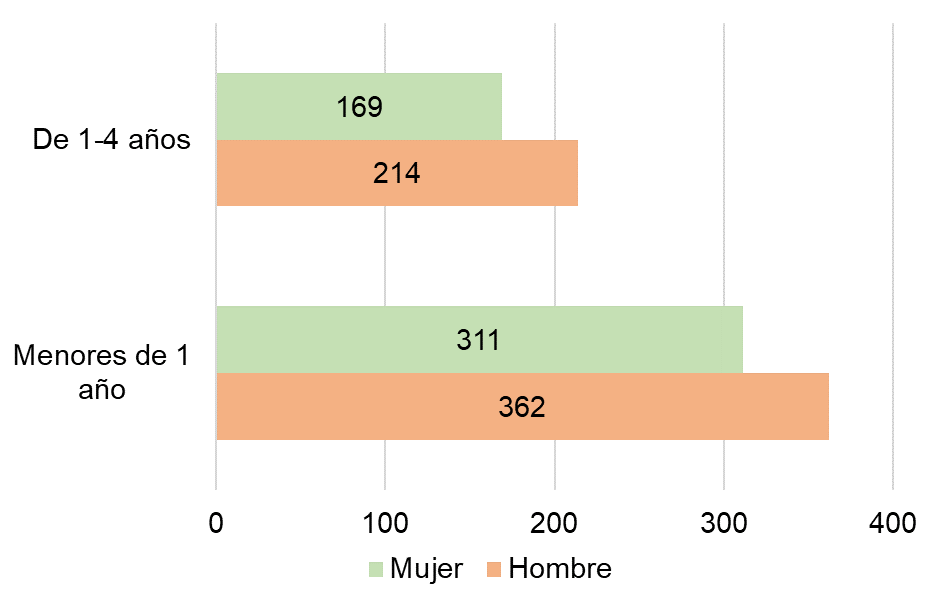 169
De 1-4 años
214
311
Menores de 1
año
362
0 100 200 300 400
Mujer Hombre